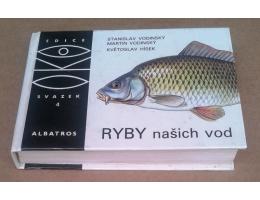 EDICE
OKO
SVAZEK
4
ALBATROS
STANISLAV VODINSKÝ
MARTIN VODINSKÝ
KVĚTOSLAV HÍSEK
RYBY našich vod